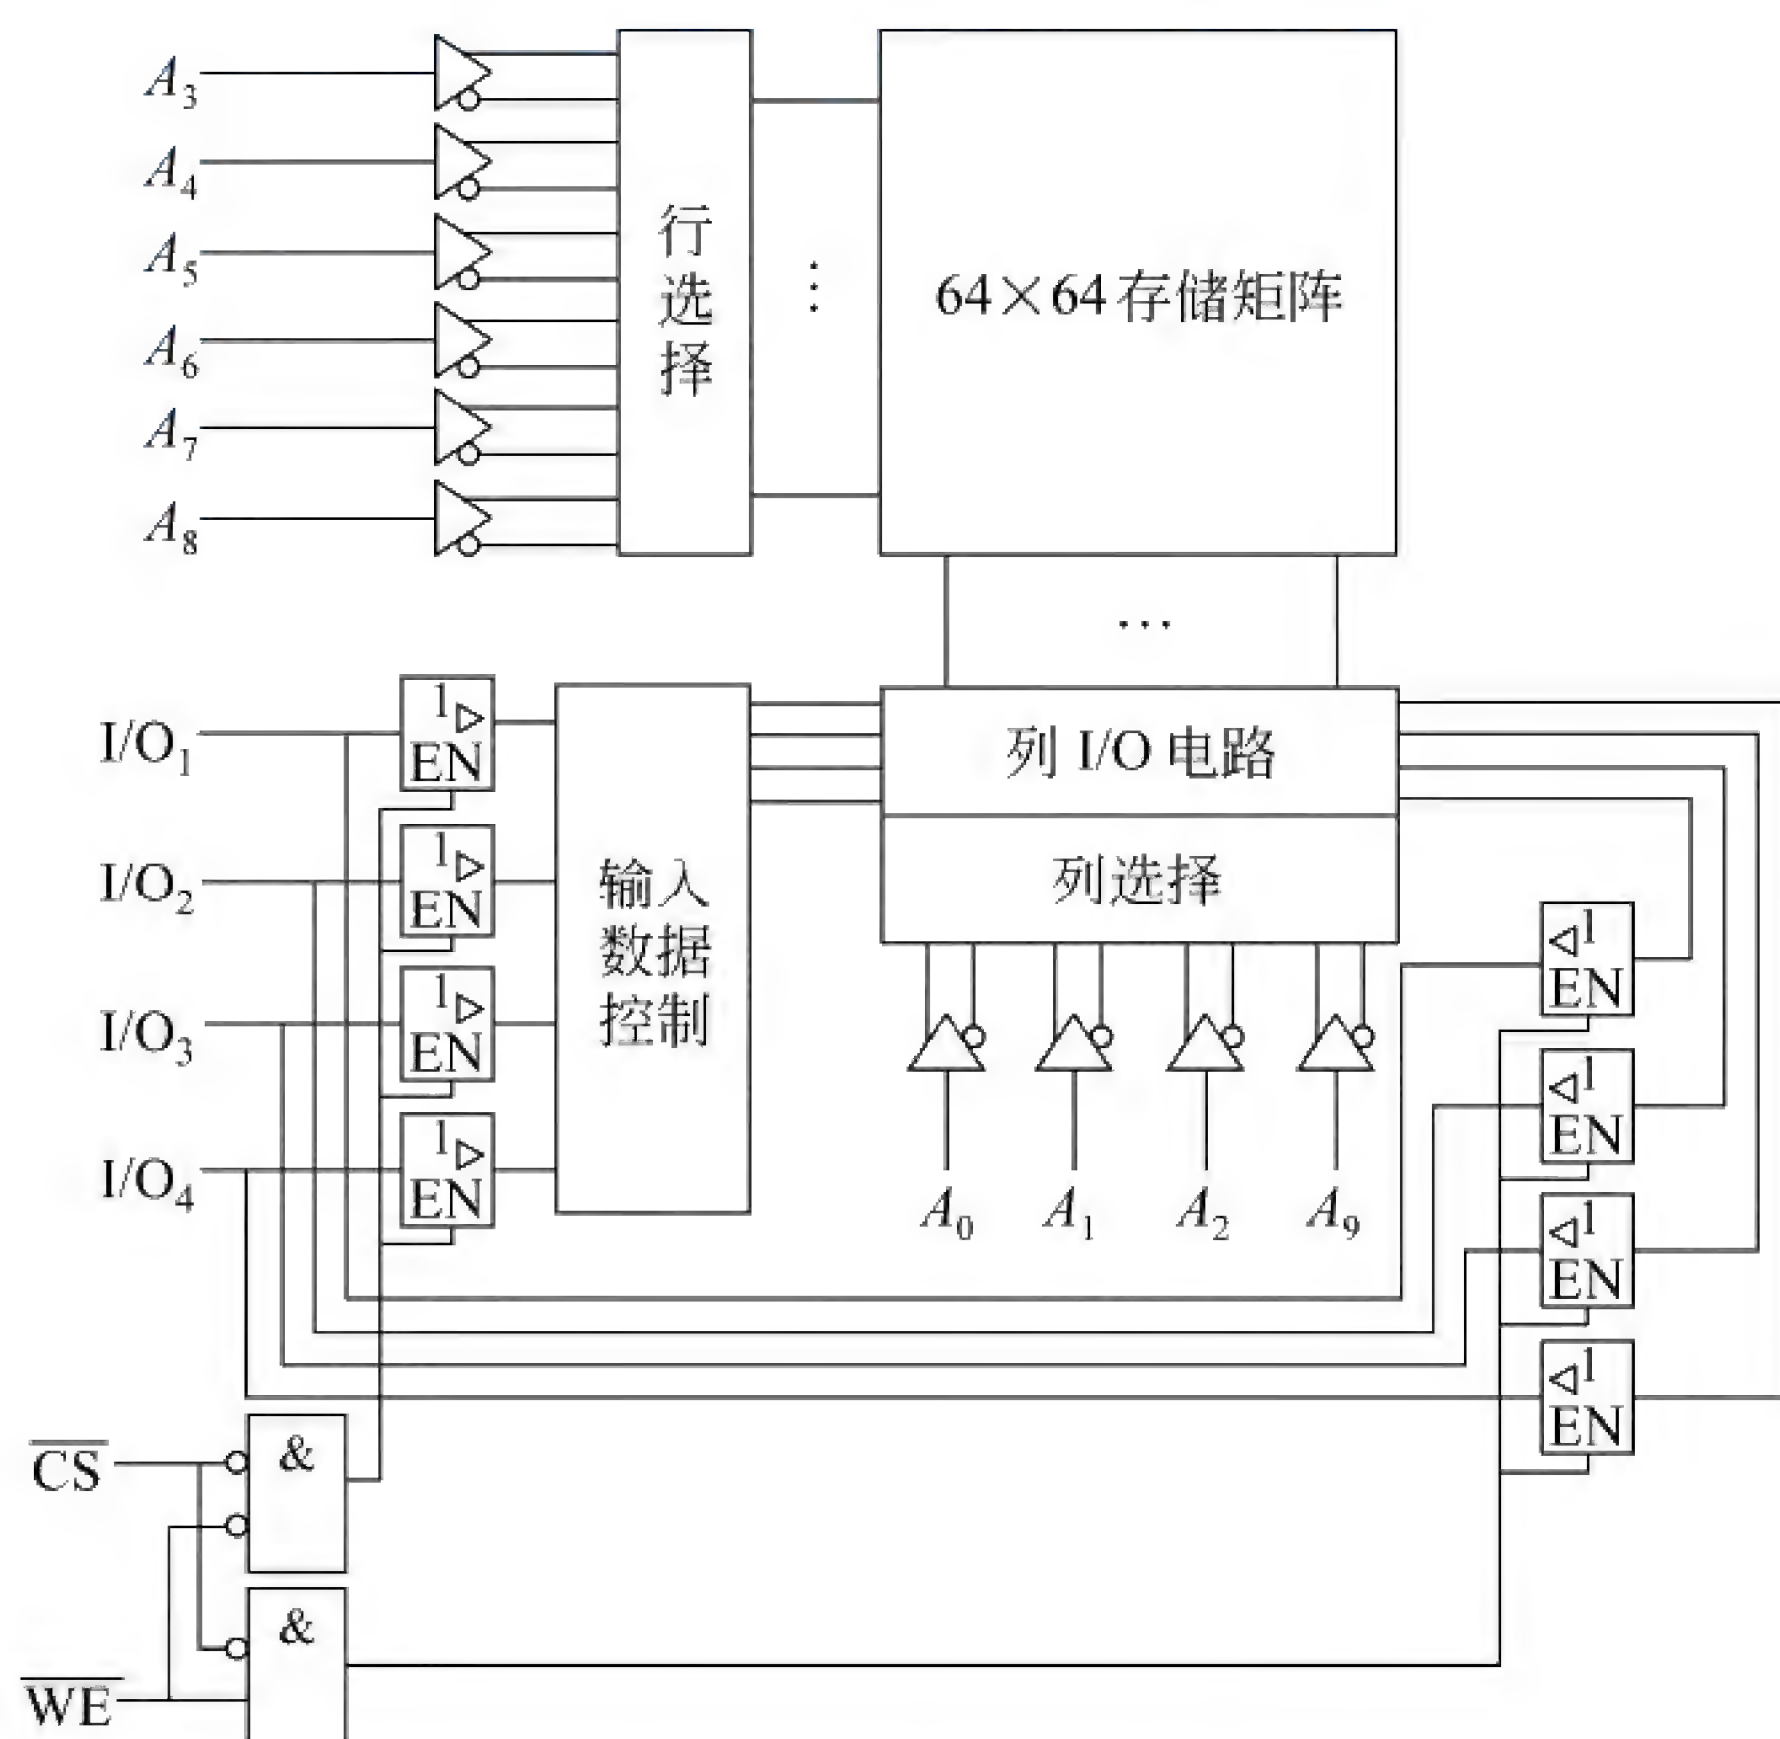 A3
A4
A5
A6
A7
A8
行选择
⋮
64×64存储矩阵
…
I/O1
I/O2
I/O3
I/O4
1▷
EN
1▷
EN
1▷
EN
1▷
EN
输入数据控制
列 I/O 电路
列选择
A0 A1 A2 A9
◁1
EN
◁1
EN
◁1
EN
◁1
EN
C̅S̅
&
&
W̅E̅